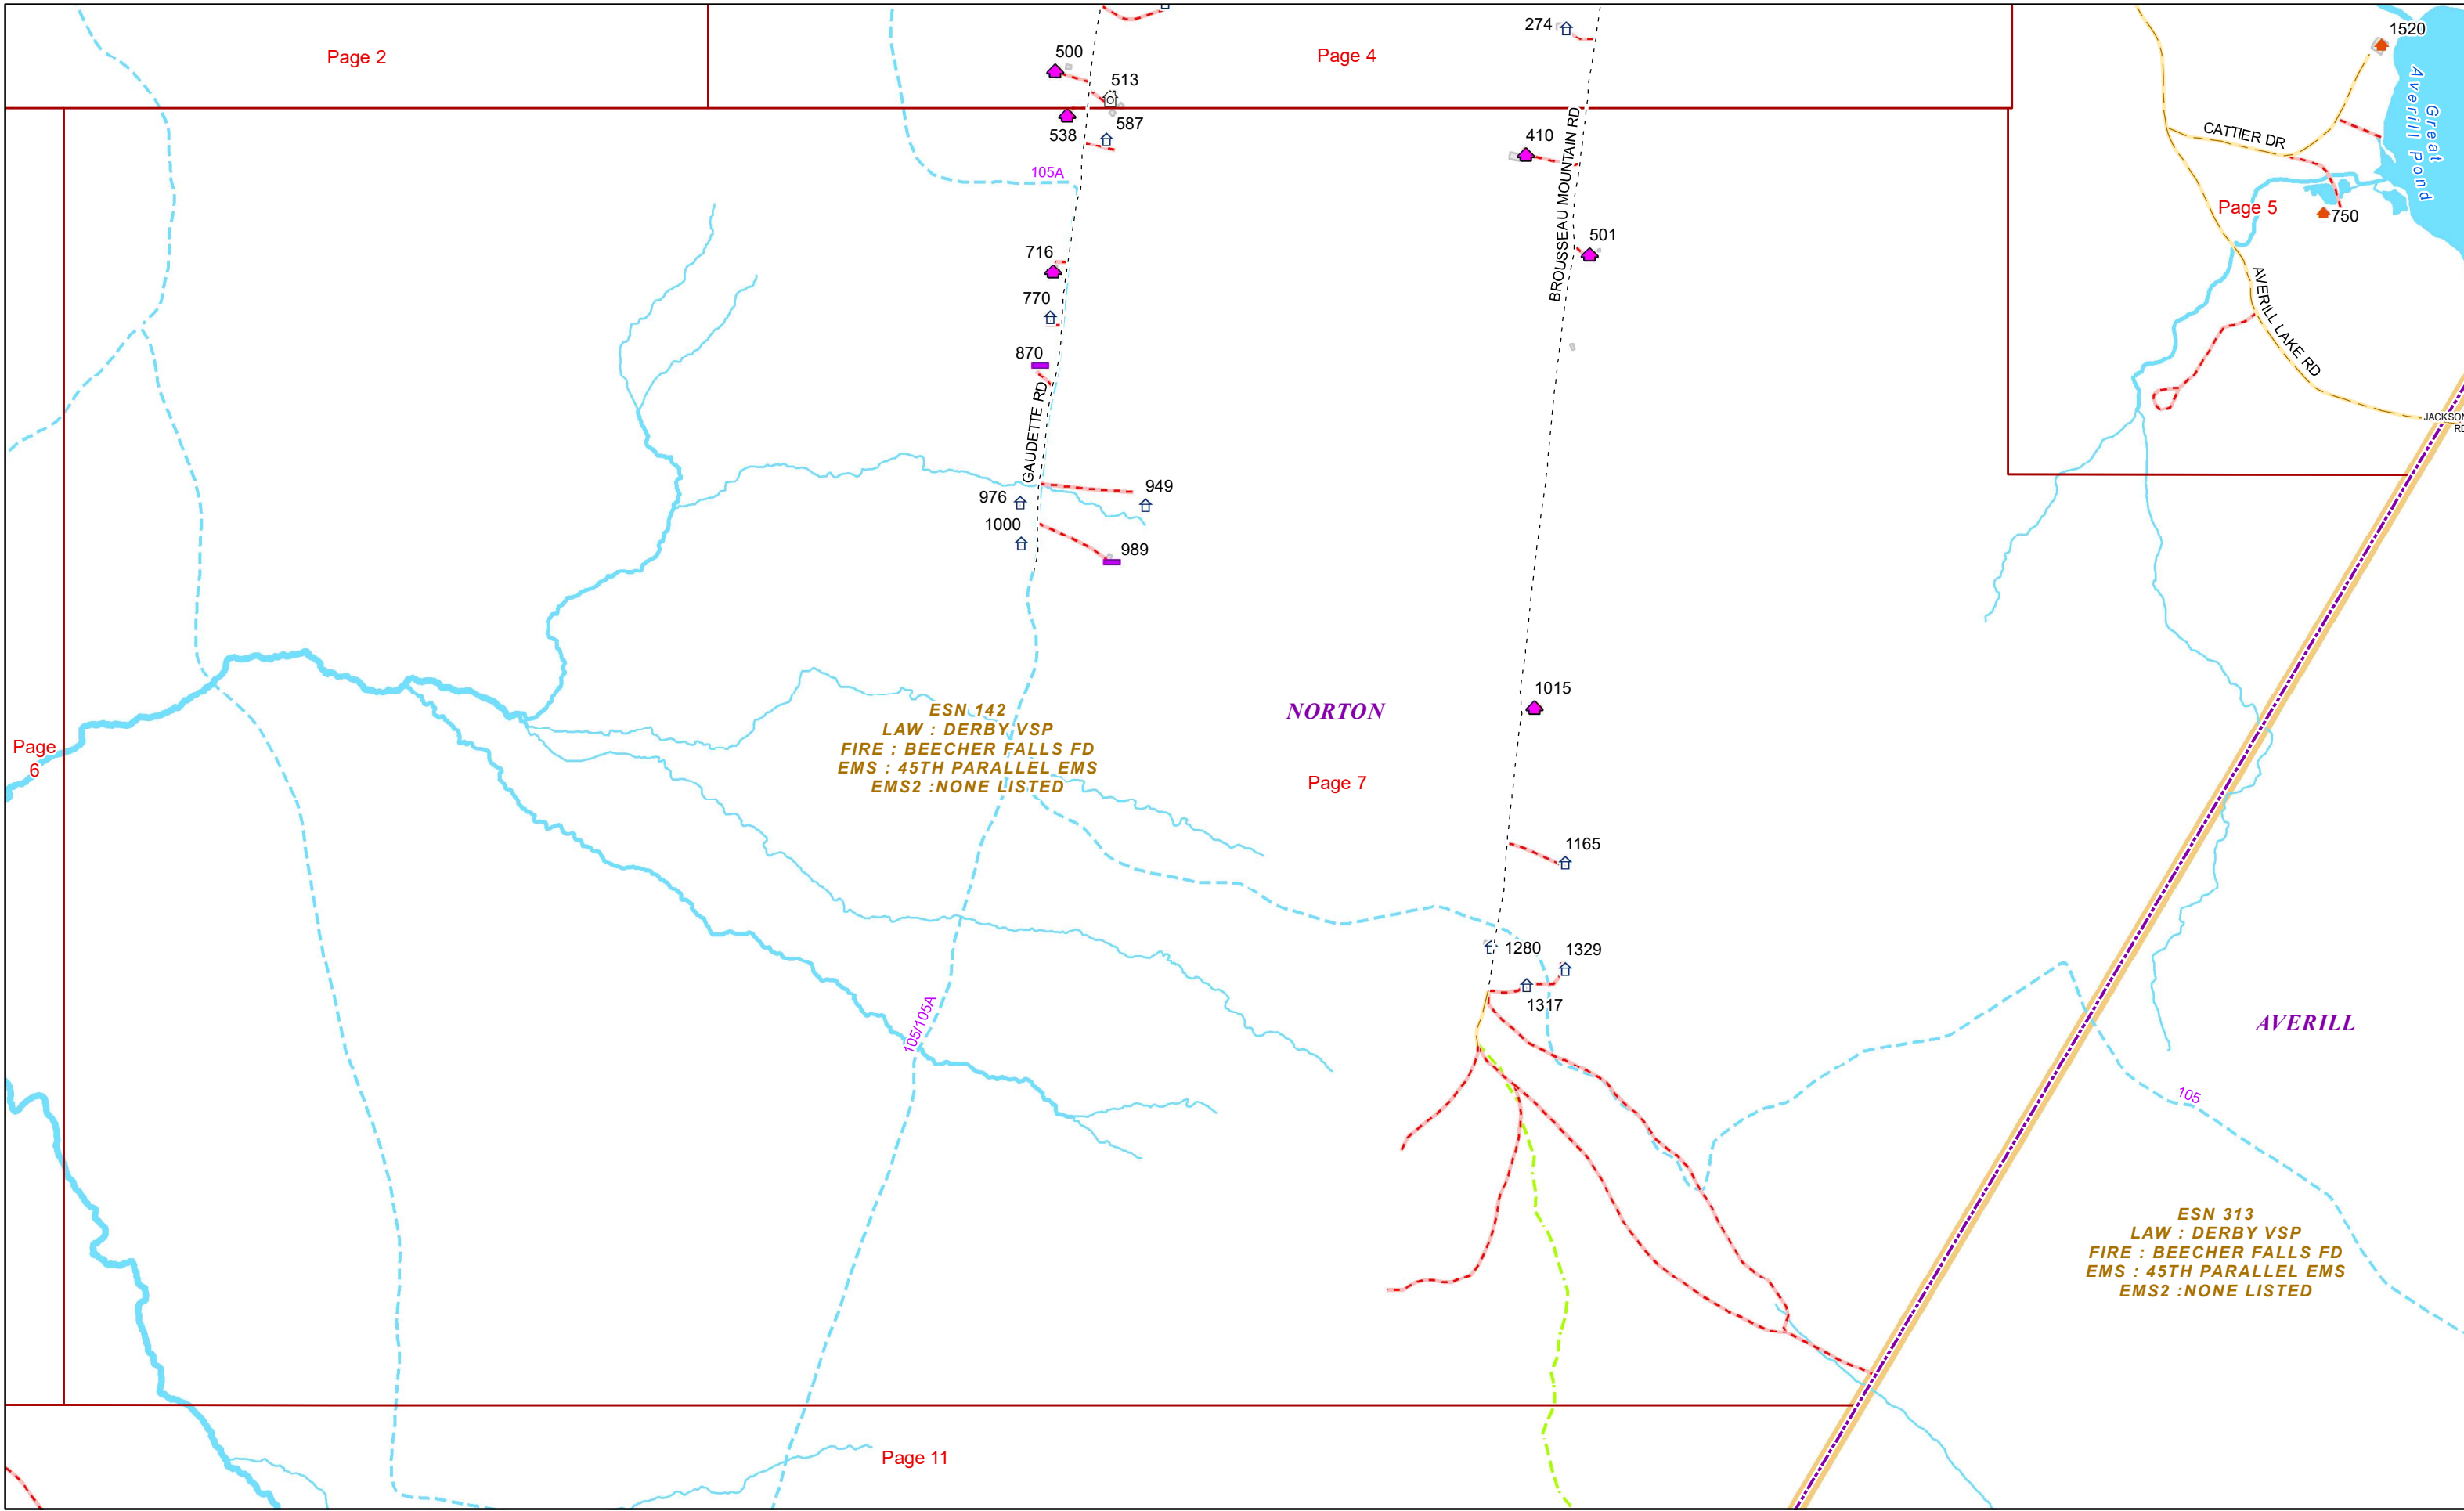 Page 2
Page 4
274
1520
500
513
538
587
410
Great
Averill Pond
CATTIER DR
105A
BROUSSEAU MOUNTAIN RD
Page 5
750
716
501
770
AVERILL LAKE RD
870
GAUDETTE RD
JACKSON
RD
976
949
1000
989
ESN 142
LAW : DERBY VSP
FIRE : BEECHER FALLS FD
EMS : 45TH PARALLEL EMS
EMS2 :NONE LISTED
NORTON
1015
Page
6
Page 7
1165
1280
1329
1317
105/105A
AVERILL
105
ESN 313
LAW : DERBY VSP
FIRE : BEECHER FALLS FD
EMS : 45TH PARALLEL EMS
EMS2 :NONE LISTED
Page 11